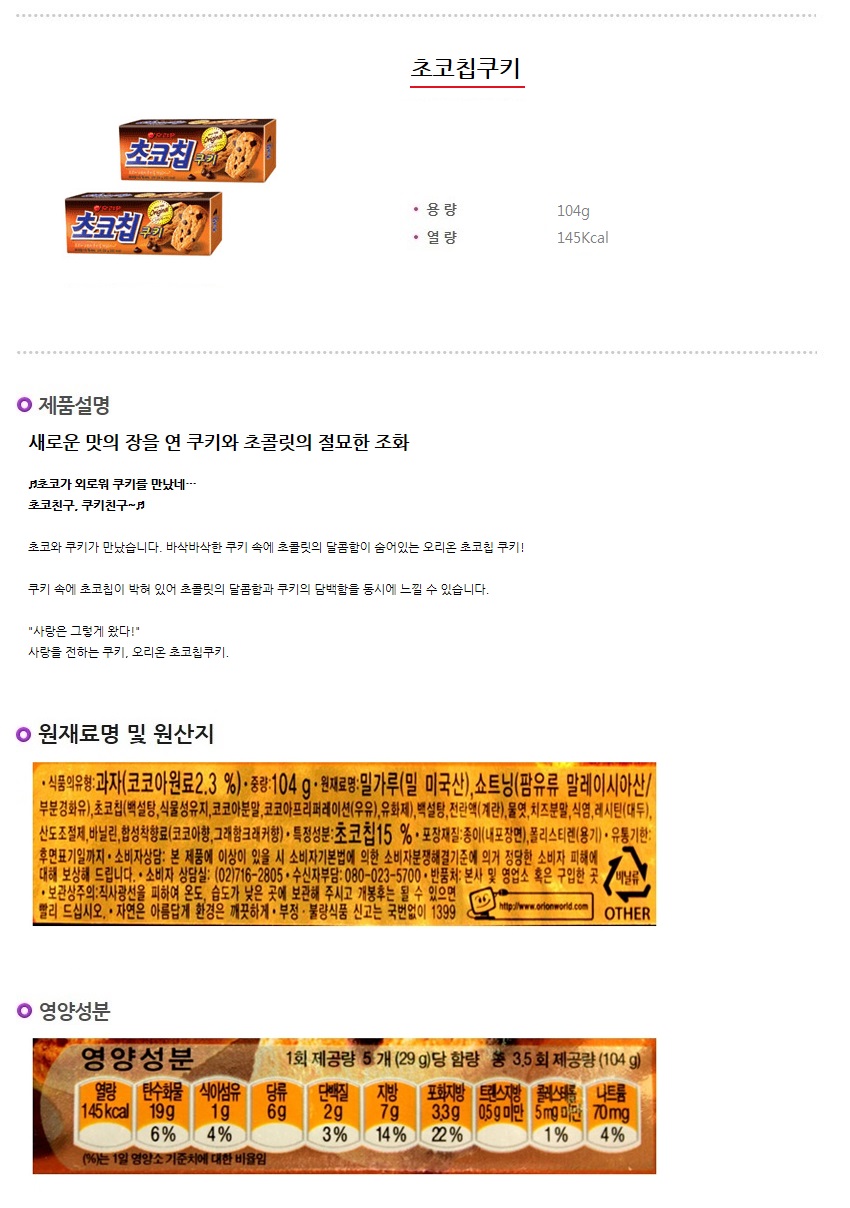 초코칩쿠키
오리온
Original
초코칩
쿠키
오리온
Original
초코칩
쿠키
• 용 량 104g
• 열 량 145Kcal
제품설명
새로운 맛의 장을 연 쿠키와 초콜릿의 절묘한 조화
♬초코가 외로워 쿠키를 만났네…
초코친구, 쿠키친구~♬
초코와 쿠키가 만났습니다. 바삭바삭한 쿠키 속에 초콜릿의 달콤함이 숨어있는 오리온 초코칩 쿠키!
쿠키 속에 초코칩이 박혀 있어 초콜릿의 달콤함과 쿠키의 담백함을 동시에 느낄 수 있습니다.
"사랑은 그렇게 왔다!"
사랑을 전하는 쿠키, 오리온 초코칩쿠키.
원재료명 및 원산지
•식품의유형:과자(코코아원료2.3 %)•중량:104 g•원재료명:밀가루(밀 미국산),쇼트닝(팜유류 말레이시아산/
부분경화유),초코칩(백설탕,식물성유지,코코아분말,코코아프리퍼레이션(우유),유화제),백설탕,전란액(계란),물엿,치즈분말,식염,레시틴(대두),
산도조절제,바닐린,합성착향료(코코아향,그래함크래커향)•특정성분:초코칩15 %•포장재질:종이(내포장면),폴리스티렌(용기)•유통기한:
후면표기일까지•소비자상담: 본 제품에 이상이 있을 시 소비자기본법에 의한 소비자분쟁해결기준에 의거 정당한 소비자 피해에
대해 보상해 드립니다.•소비자 상담실: (02)716-2805•수신자부담: 080-023-5700•반품처: 본사 및 영업소 혹은 구입한 곳
•보관상주의:직사광선을 피하여 온도, 습도가 낮은 곳에 보관해 주시고 개봉후는 될 수 있으면
빨리 드십시오.•자연은 아름답게 환경은 깨끗하게•부정·불량식품 신고는 국번없이 1399
http://www.orionworld.com
비닐류
OTHER
영양성분
영양성분 1회 제공량 5개(29g)당 함량 총 3.5회 제공량(104 g)
열량 탄수화물 식이섬유 당류 단백질 지방 포화지방 트랜스지방 콜레스테롤 나트륨
145 kcal 19g 1g 6g 2g 7g 3.3g 0.5g 미만 5mg 미만 70mg
6% 4% 3% 14% 22% 1% 4%
(%)는 1일 영양소 기준치에 대한 비율임